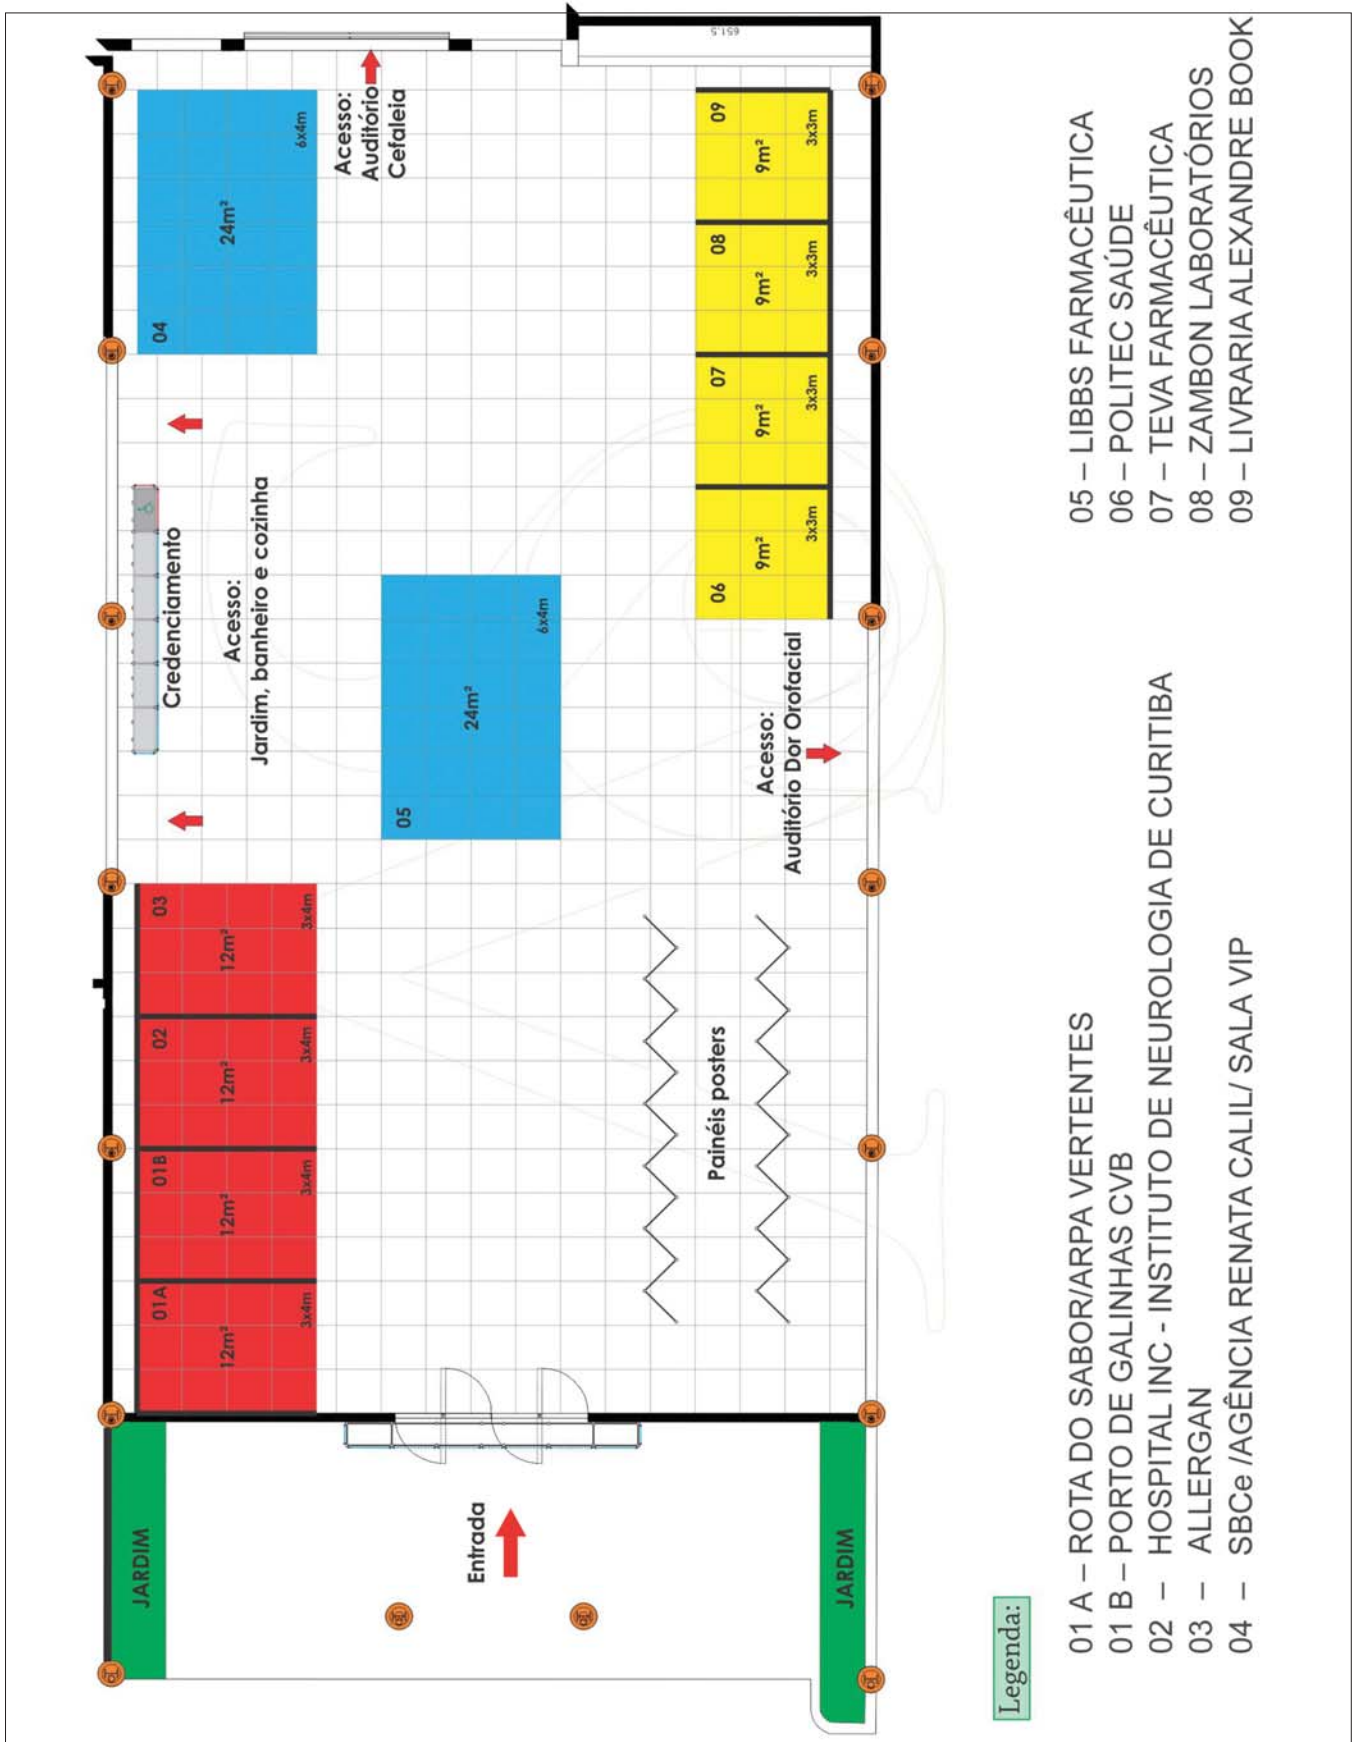 JARDIM
JARDIM
Entrada
01A
12m²
3x4m
01B
12m²
3x4m
02
12m²
3x4m
03
12m²
3x4m
Credenciamento
Acesso:
Jardim, banheiro e cozinha
04
24m²
6x4m
Acesso:
Auditório
Cefaleia
05
24m²
6x4m
Painéis posters
Acesso:
Auditório Dor Orofacial
06
9m²
3x3m
07
9m²
3x3m
08
9m²
3x3m
09
9m²
3x3m
651.5
Legenda:
01 A – ROTA DO SABOR/ARPA VERTENTES
01 B – PORTO DE GALINHAS CVB
02 – HOSPITAL INC - INSTITUTO DE NEUROLOGIA DE CURITIBA
03 – ALLERGAN
04 – SBCe /AGÊNCIA RENATA CALIL/ SALA VIP
05 – LIBBS FARMACÊUTICA
06 – POLITEC SAÚDE
07 – TEVA FARMACÊUTICA
08 – ZAMBON LABORATÓRIOS
09 – LIVRARIA ALEXANDRE BOOK